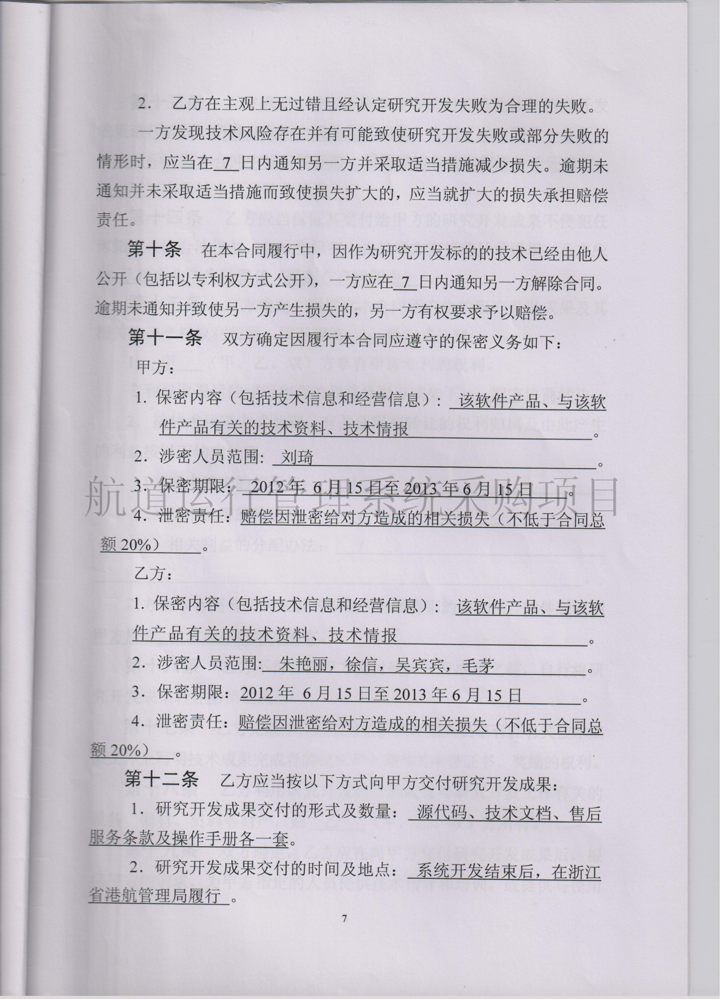 2． 乙方在主观上无过错且经认定研究开发失败为合理的失败。
一方发现技术风险存在并有可能致使研究开发失败或部分失败的
情形时，应当在 7 日内通知另一方并采取适当措施减少损失。逾期未
通知并未采取适当措施而致使损失扩大的，应当就扩大的损失承担赔偿
责任。
第十条 在本合同履行中，因作为研究开发标的的技术已经由他人
公开（包括以专利权方式公开），一方应在 7 日内通知另一方解除合同。
逾期未通知并致使另一方产生损失的，另一方有权要求予以赔偿。
第十一条 双方确定因履行本合同应遵守的保密义务如下：
甲方：
1. 保密内容（包括技术信息和经营信息）： 该软件产品、与该软
件产品有关的技术资料、技术情报 。
2．涉密人员范围： 刘琦 。
3．保密期限： 2012 年 6 月 15 日至 2013 年 6 月 15 日 。
航道运行管理系统采购项目
4．泄密责任：赔偿因泄密给对方造成的相关损失（不低于合同总
额 20%） 。
乙方：
1. 保密内容（包括技术信息和经营信息）： 该软件产品、与该软
件产品有关的技术资料、技术情报 。
2．涉密人员范围： 朱艳丽，徐信，吴宾宾，毛茅 。
3．保密期限：2012 年 6 月 15 日至 2013 年 6 月 15 日 。
4．泄密责任：赔偿因泄密给对方造成的相关损失（不低于合同总
额 20%） 。
第十二条 乙方应当按以下方式向甲方交付研究开发成果：
1．研究开发成果交付的形式及数量： 源代码、技术文档、售后
服务条款及操作手册各一套。
2．研究开发成果交付的时间及地点： 系统开发结束后，在浙江
省港航管理局履行 。
7